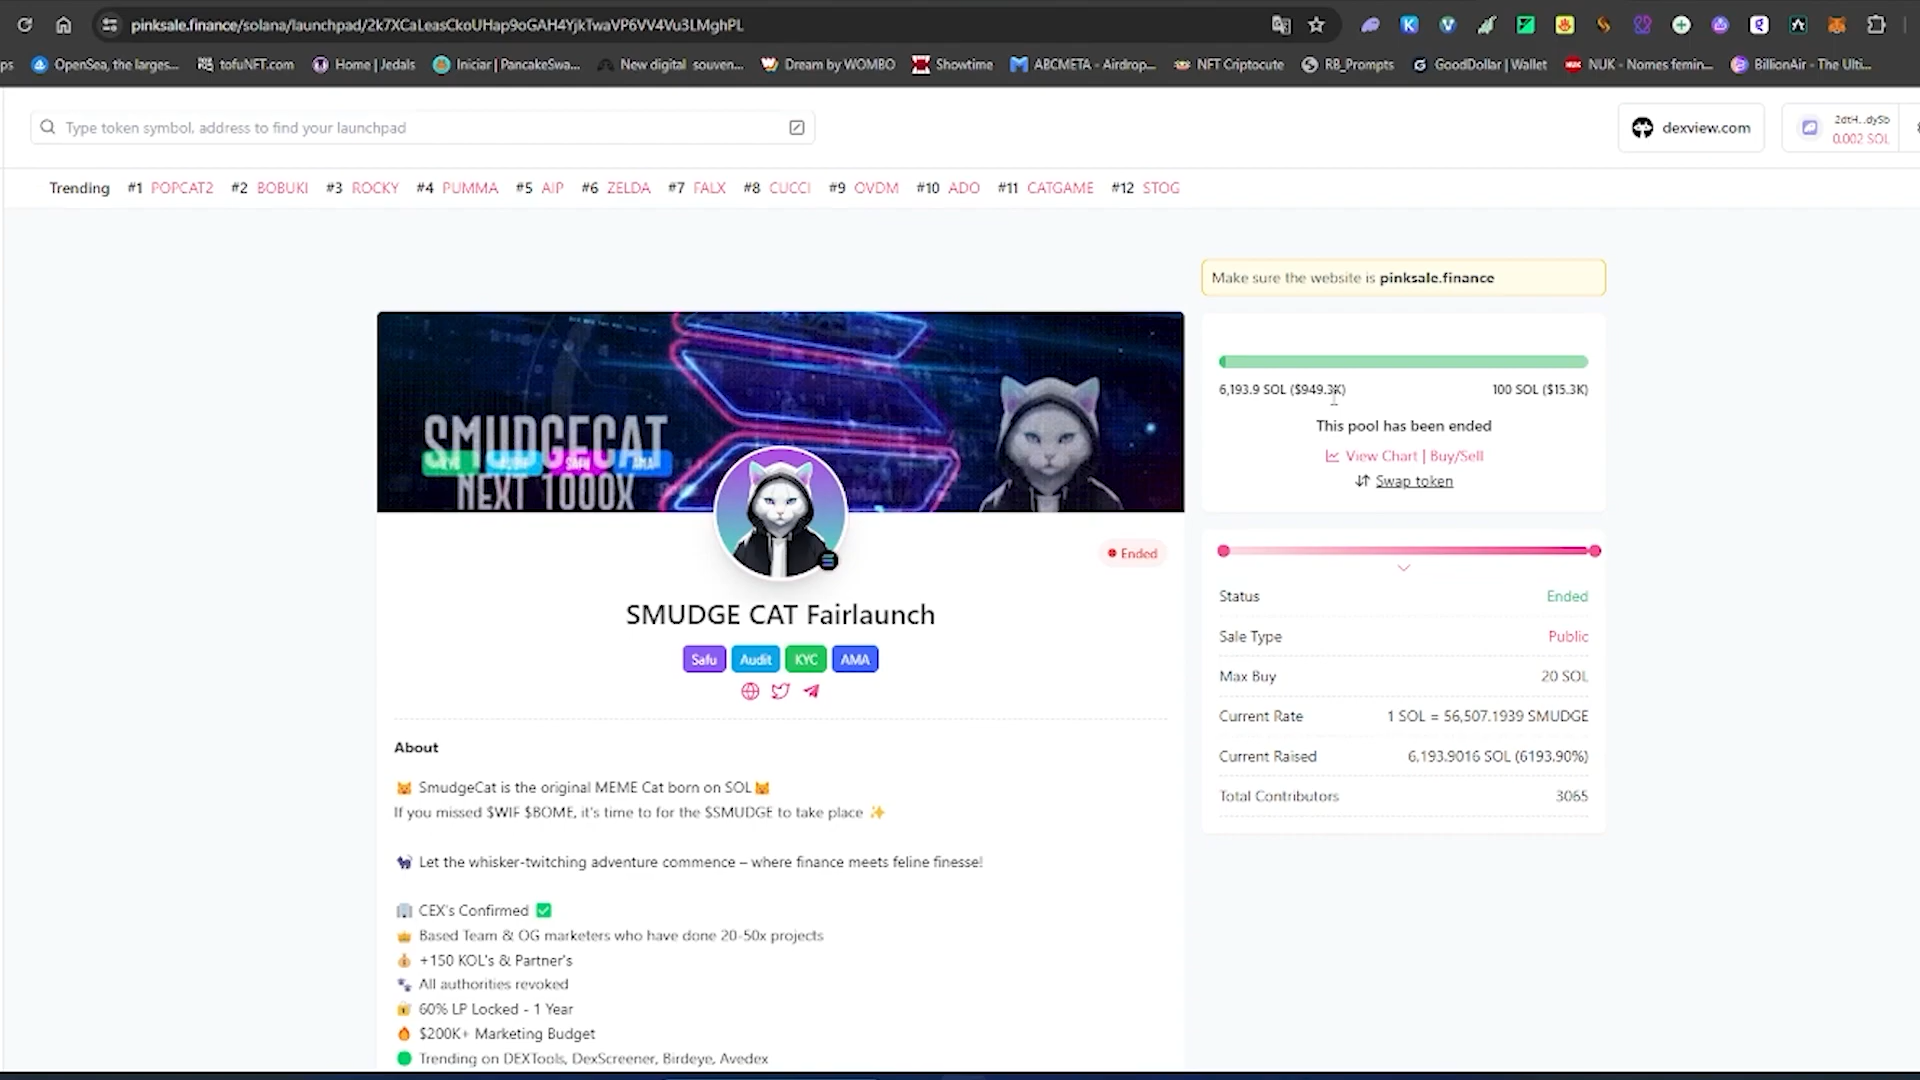 pinksale.finance/solana/launchpad/2k7XCaLeasCkoUHap9oGAH4YjkTwaVP6VV4Vu3LMghPL
ps OpenSea, the larges... tofuNFT.com Home | Jedals Iniciar | PancakeSwa... New digital souven... Dream by WOMBO Showtime ABCMETA - Airdrop... NFT Criptocute RB_Prompts GoodDollar | Wallet NUK - Nomes femin... BillionAir - The Ulti...
Type token symbol, address to find your launchpad
dexview.com
2dtH...dySb
0.002 SOL
Trending #1 POPCAT2 #2 BOBUKI #3 ROCKY #4 PUMMA #5 AIP #6 ZELDA #7 FALX #8 CUCCI #9 OVDM #10 ADO #11 CATGAME #12 STOG
Make sure the website is pinksale.finance
SMUDGECAT
KYC AUDIT SAFU AMA
NEXT 1000X
6,193.9 SOL ($949.3K) 100 SOL ($15.3K)
This pool has been ended
View Chart | Buy/Sell
Swap token
Ended
SMUDGE CAT Fairlaunch
Safu Audit KYC AMA
Status Ended
Sale Type Public
Max Buy 20 SOL
Current Rate 1 SOL = 56,507.1939 SMUDGE
Current Raised 6,193.9016 SOL (6193.90%)
Total Contributors 3065
About
🐱 SmudgeCat is the original MEME Cat born on SOL🐱
If you missed $WIF $BOME, it's time to for the $SMUDGE to take place ✨
🐈‍⬛ Let the whisker-twitching adventure commence – where finance meets feline finesse!
🏢 CEX's Confirmed ✅
👑 Based Team & OG marketers who have done 20-50x projects
💰 +150 KOL's & Partner's
🐾 All authorities revoked
🔐 60% LP Locked - 1 Year
🔥 $200K+ Marketing Budget
🟢 Trending on DEXTools, DexScreener, Birdeye, Avedex